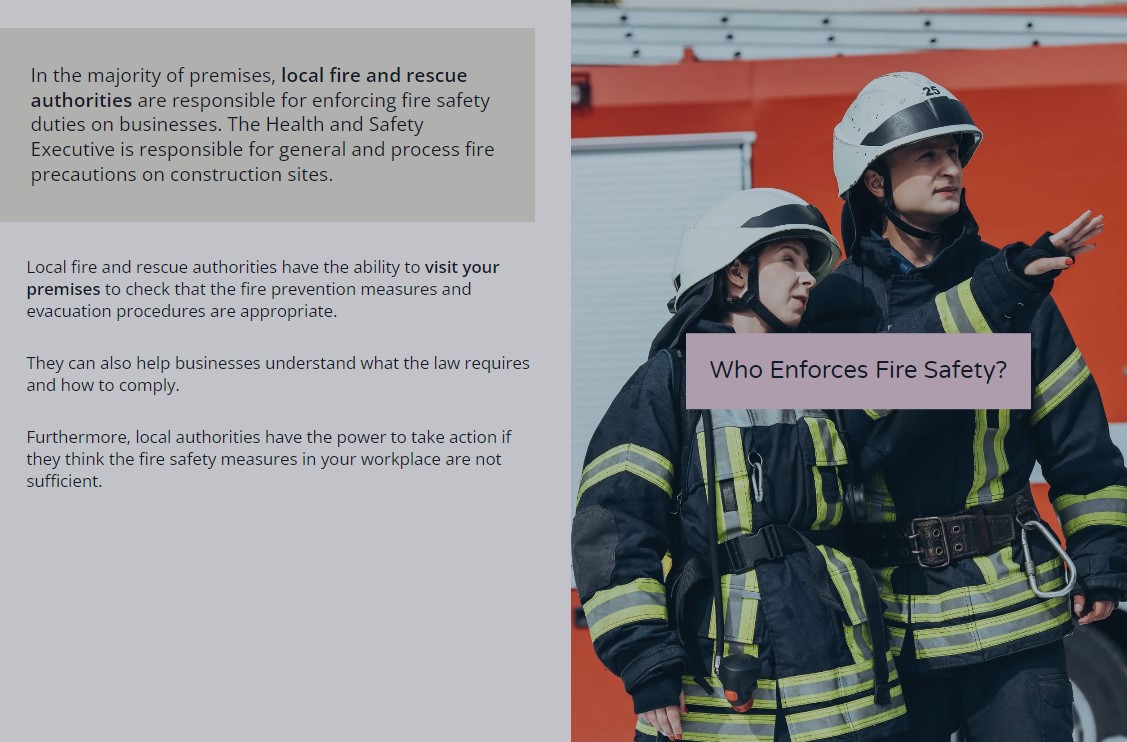 In the majority of premises, local fire and rescue
authorities are responsible for enforcing fire safety
duties on businesses. The Health and Safety
Executive is responsible for general and process fire
precautions on construction sites.
Local fire and rescue authorities have the ability to visit your
premises to check that the fire prevention measures and
evacuation procedures are appropriate.
They can also help businesses understand what the law requires
and how to comply.
Furthermore, local authorities have the power to take action if
they think the fire safety measures in your workplace are not
sufficient.
25
Who Enforces Fire Safety?